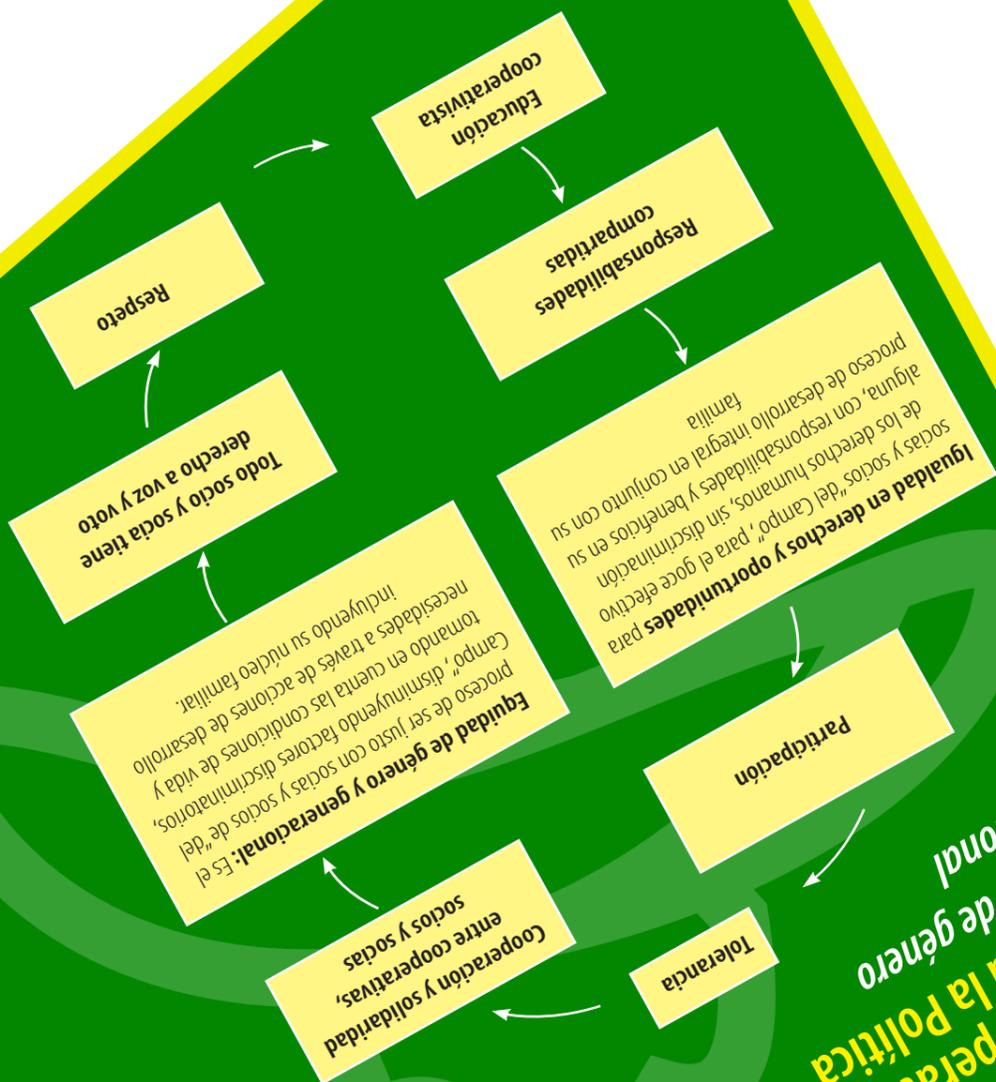 la Política
de género
Tolerancia
Cooperación y solidaridad
entre cooperativas,
socios y socias
Participación
Equidad de género y generacional: Es el
proceso de ser justo con socias y socios de “del
Campo”, disminuyendo factores discriminatorios,
tomando en cuenta las condiciones de vida y
necesidades a través de acciones de desarrollo
incluyendo su núcleo familiar.
Igualdad en derechos y oportunidades para
socias y socios “del Campo”, para el goce efectivo
de los derechos humanos, sin discriminación
alguna, con responsabilidades y beneficios en su
proceso de desarrollo integral en conjunto con su
familia
Todo socio y socia tiene
derecho a voz y voto
Responsabilidades
compartidas
Respeto
Educación
cooperativista